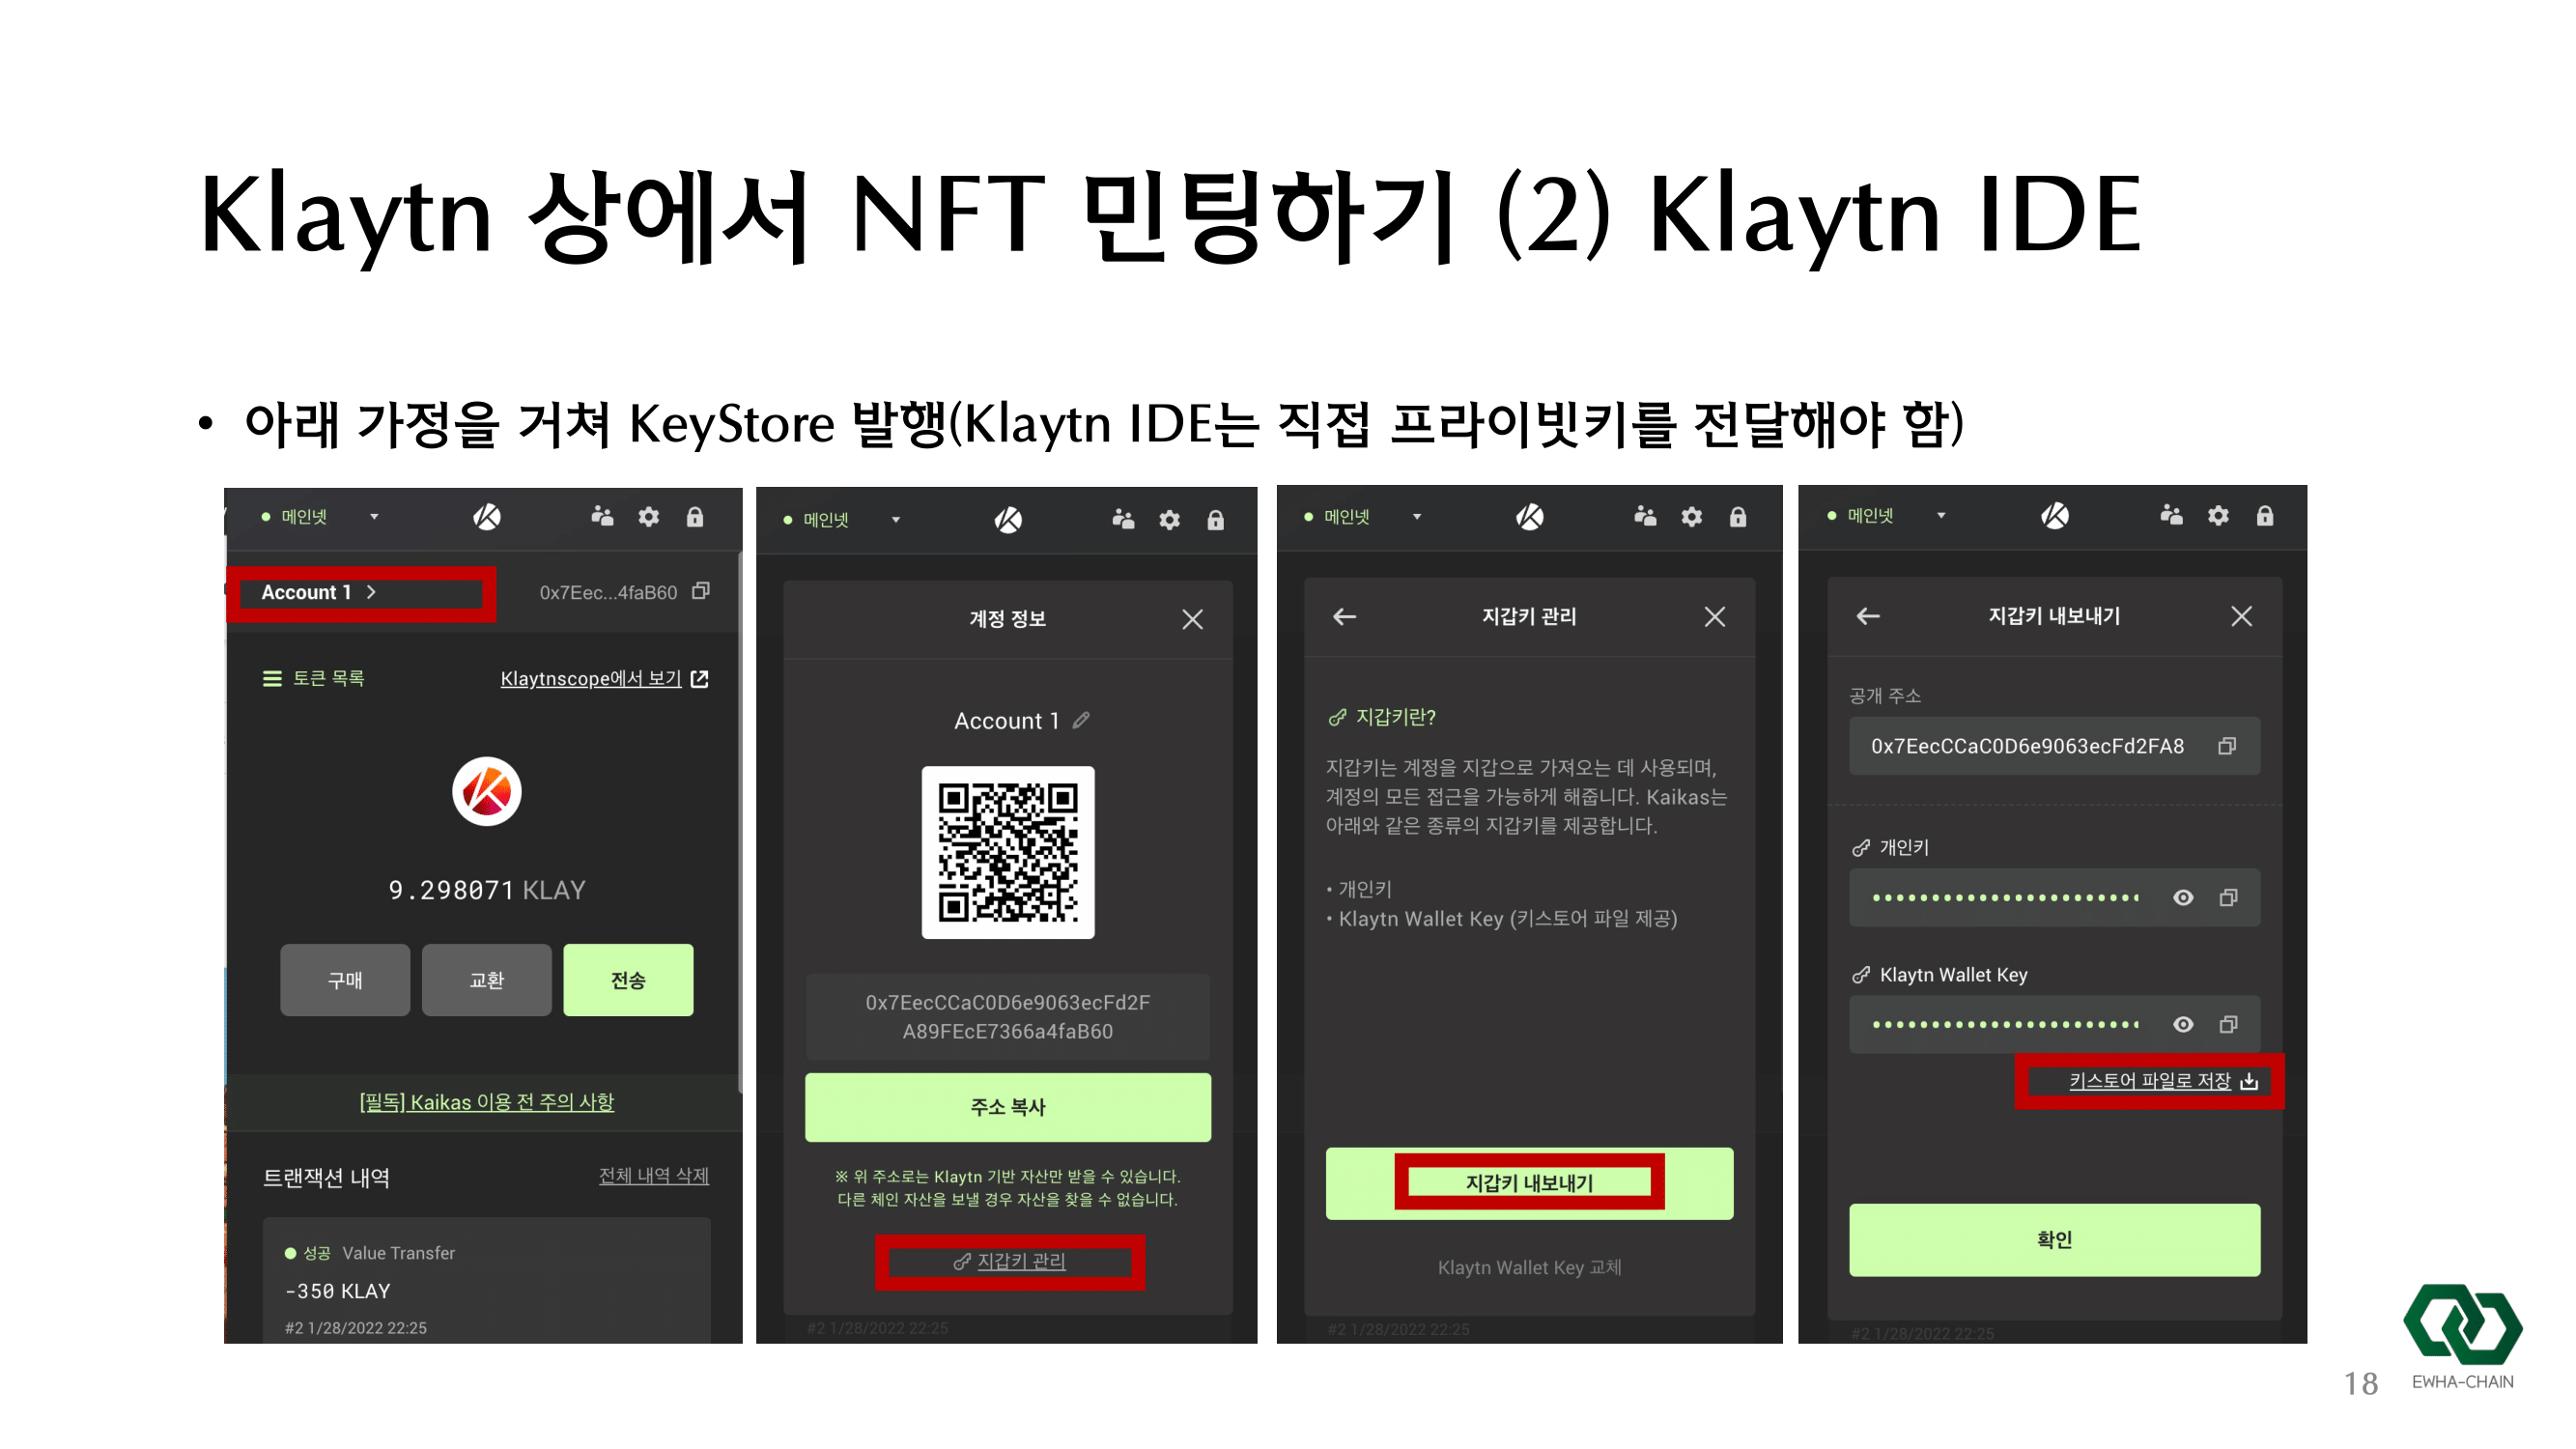 Klaytn 상에서 NFT 민팅하기 (2) Klaytn IDE
• 아래 가정을 거쳐 KeyStore 발행(Klaytn IDE는 직접 프라이빗키를 전달해야 함)
메인넷
Account 1 >
0x7Eec...4faB60
토큰 목록
Klaytnscope에서 보기
9.298071 KLAY
구매
교환
전송
[필독] Kaikas 이용 전 주의 사항
트랜잭션 내역
전체 내역 삭제
성공 Value Transfer
-350 KLAY
#2 1/28/2022 22:25
메인넷
계정 정보
Account 1
0x7EecCCaC0D6e9063ecFd2F
A89FEcE7366a4faB60
주소 복사
※ 위 주소로는 Klaytn 기반 자산만 받을 수 있습니다.
다른 체인 자산을 보낼 경우 자산을 찾을 수 없습니다.
지갑키 관리
#2 1/28/2022 22:25
메인넷
지갑키 관리
지갑키란?
지갑키는 계정을 지갑으로 가져오는 데 사용되며,
계정의 모든 접근을 가능하게 해줍니다. Kaikas는
아래와 같은 종류의 지갑키를 제공합니다.
• 개인키
• Klaytn Wallet Key (키스토어 파일 제공)
지갑키 내보내기
Klaytn Wallet Key 교체
#2 1/28/2022 22:25
메인넷
지갑키 내보내기
공개 주소
0x7EecCCaC0D6e9063ecFd2FA8
개인키
Klaytn Wallet Key
키스토어 파일로 저장
확인
#2 1/28/2022 22:25
18
EWHA-CHAIN